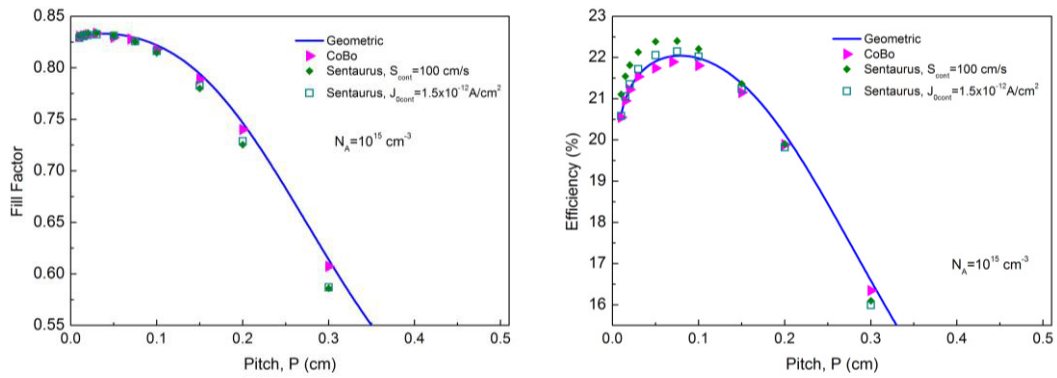 0.85
0.80
0.75
0.70
0.65
0.60
0.55
Fill Factor
Geometric
CoBo
Sentaurus, Scont=100 cm/s
Sentaurus, J0cont=1.5x10-12A/cm2
NA=1015 cm-3
0.0 0.1 0.2 0.3 0.4 0.5
Pitch, P (cm)
23
22
21
20
19
18
17
16
Efficiency (%)
Geometric
CoBo
Sentaurus, Scont=100 cm/s
Sentaurus, J0cont=1.5x10-12A/cm2
NA=1015 cm-3
0.0 0.1 0.2 0.3 0.4 0.5
Pitch, P (cm)